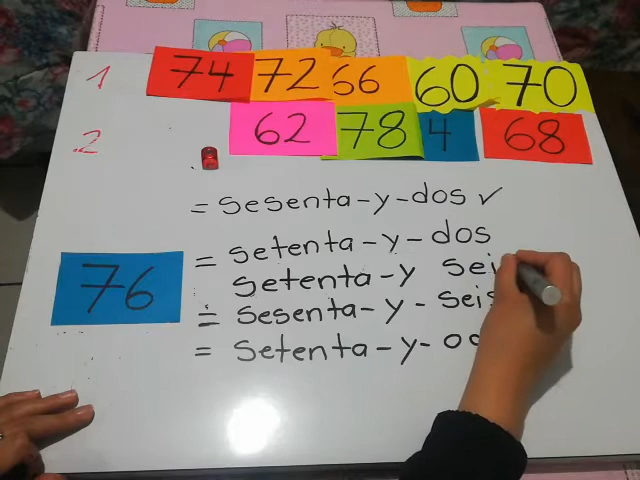 1 74 72 66 60 70
2 62 78 4 68
= sesenta-y-dos ✓
= setenta-y-dos
setenta-y sei
76
= sesenta-y-seis
= setenta-y-